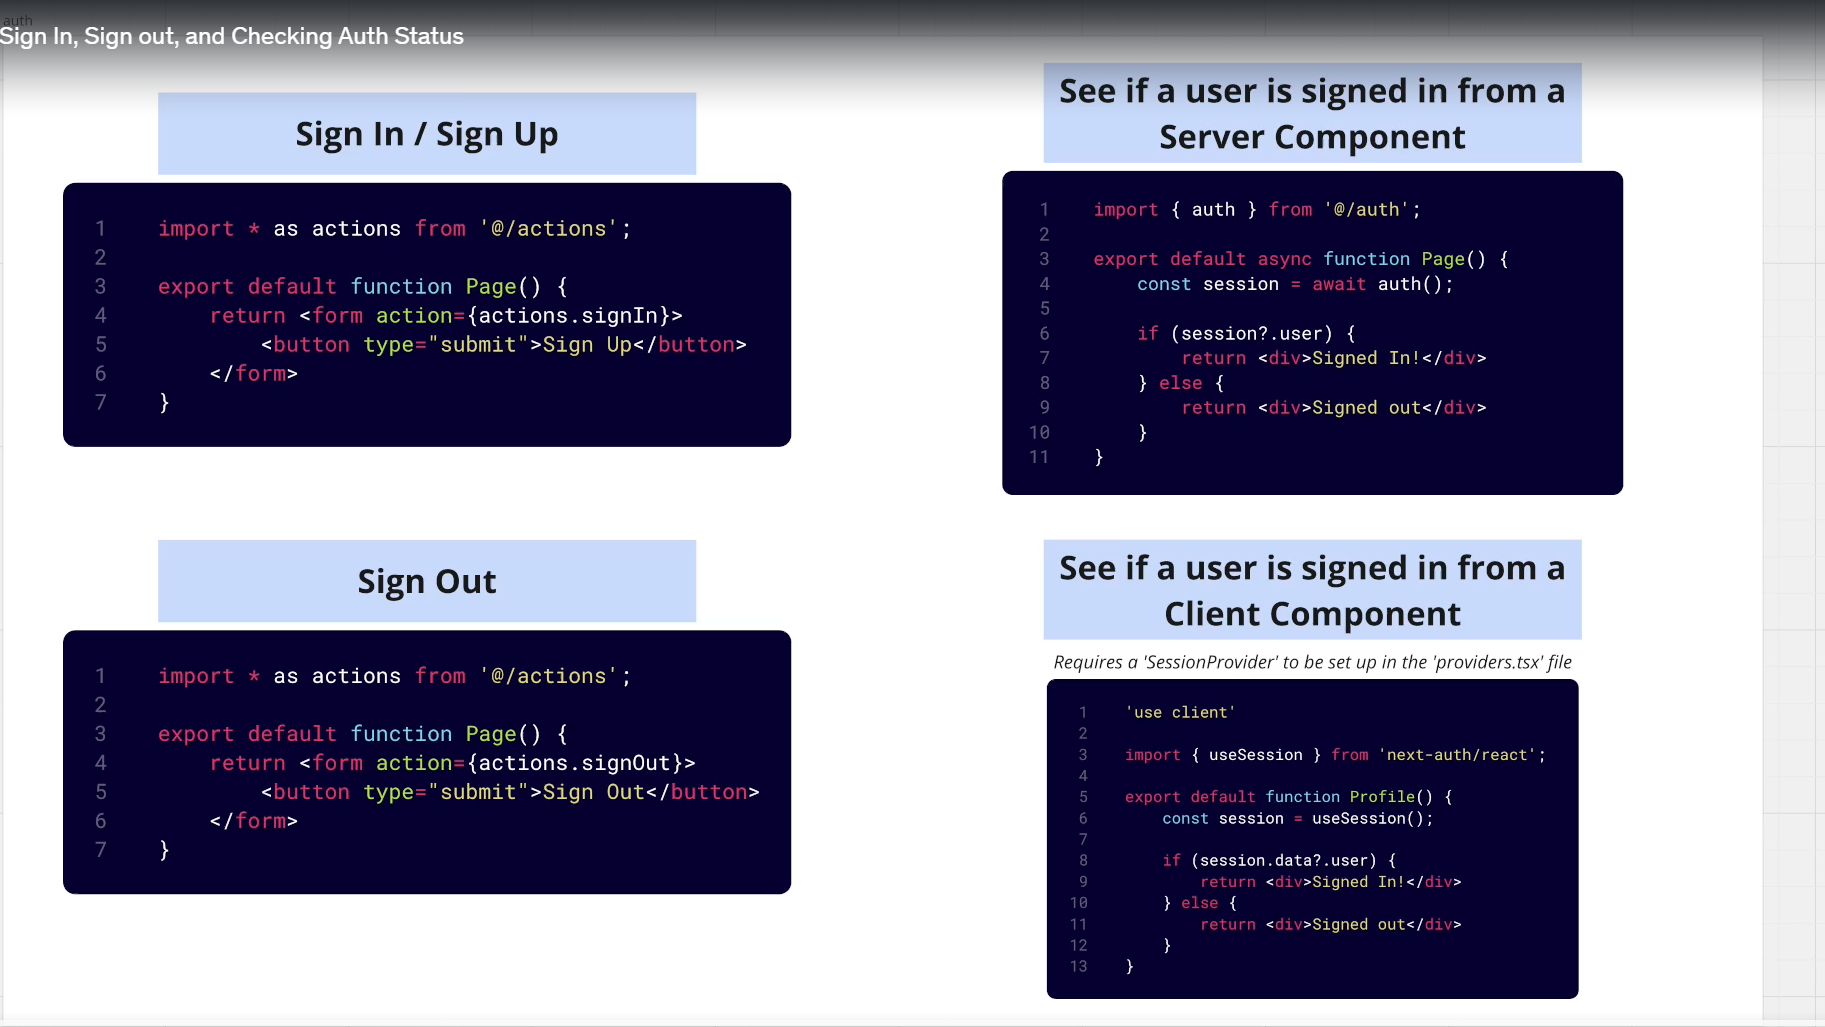 auth
Sign In, Sign out, and Checking Auth Status
Sign In / Sign Up
1 import * as actions from '@/actions';
2
3 export default function Page() {
4 return <form action={actions.signIn}>
5 <button type="submit">Sign Up</button>
6 </form>
7 }
Sign Out
1 import * as actions from '@/actions';
2
3 export default function Page() {
4 return <form action={actions.signOut}>
5 <button type="submit">Sign Out</button>
6 </form>
7 }
See if a user is signed in from a
Server Component
1 import { auth } from '@/auth';
2
3 export default async function Page() {
4 const session = await auth();
5
6 if (session?.user) {
7 return <div>Signed In!</div>
8 } else {
9 return <div>Signed out</div>
10 }
11 }
See if a user is signed in from a
Client Component
Requires a 'SessionProvider' to be set up in the 'providers.tsx' file
1 'use client'
2
3 import { useSession } from 'next-auth/react';
4
5 export default function Profile() {
6 const session = useSession();
7
8 if (session.data?.user) {
9 return <div>Signed In!</div>
10 } else {
11 return <div>Signed out</div>
12 }
13 }